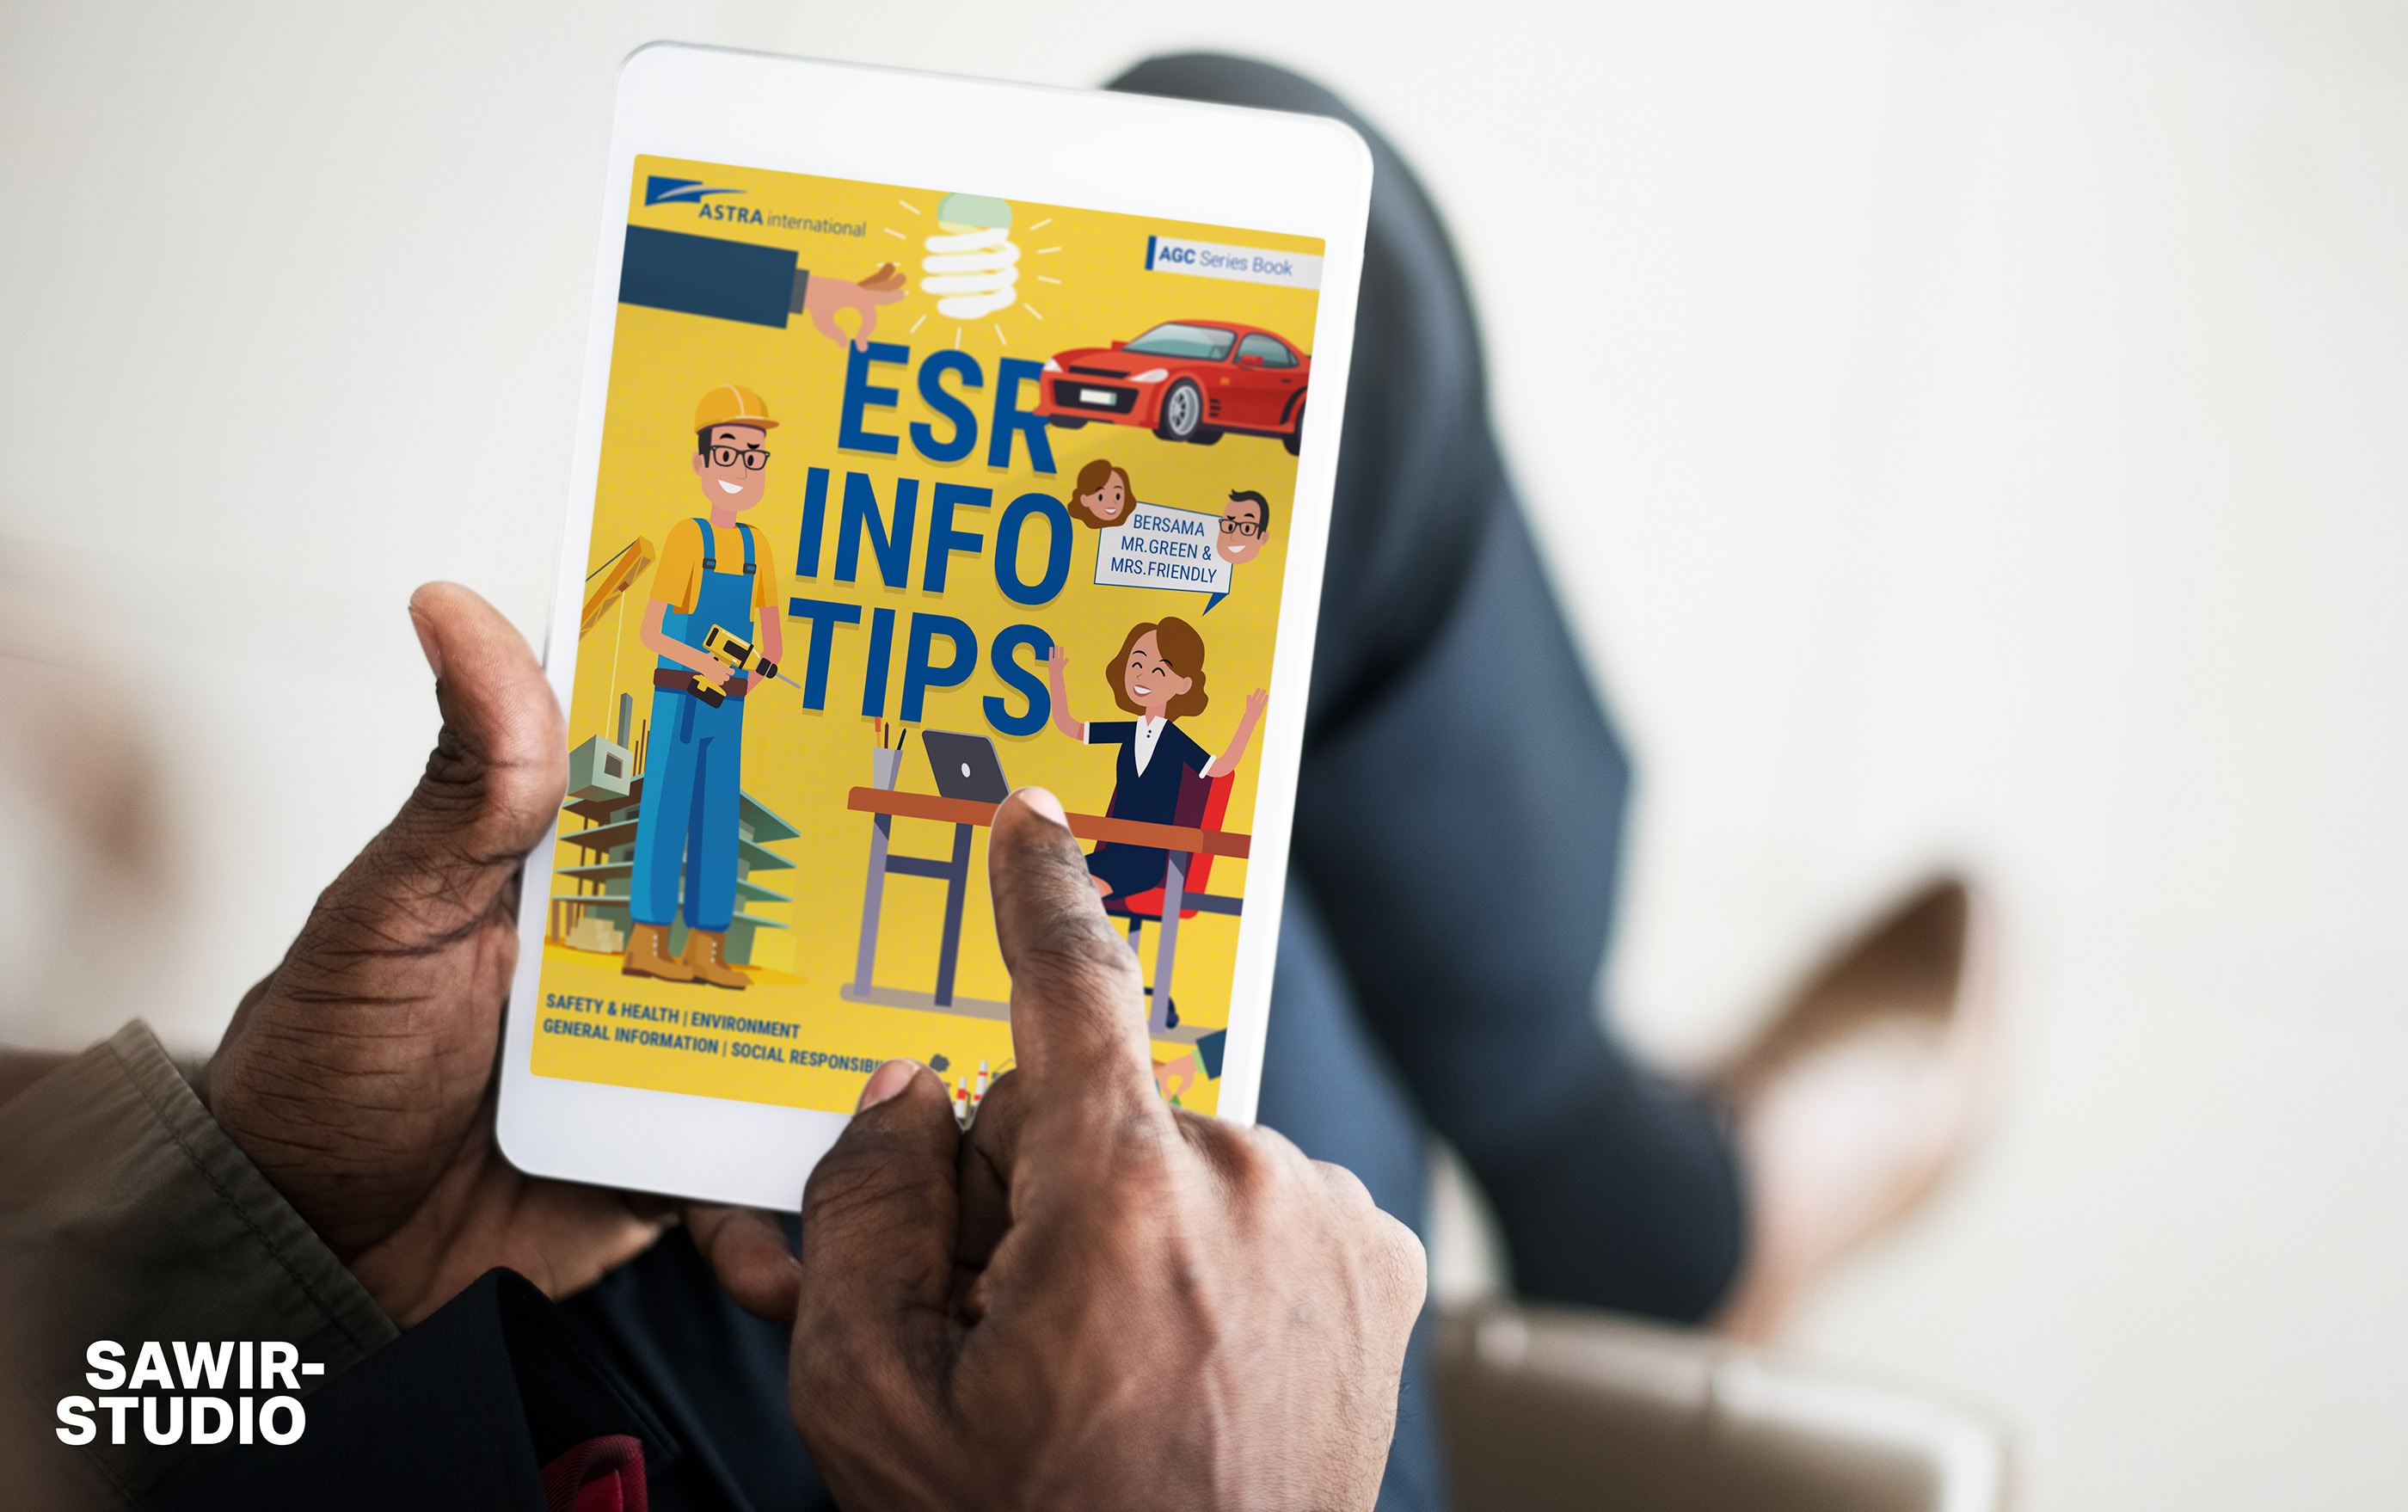 ASTRA international
AGC Series Book
ESR
INFO
TIPS
BERSAMA
MR.GREEN &
MRS.FRIENDLY
SAFETY & HEALTH | ENVIRONMENT
GENERAL INFORMATION | SOCIAL
SAWIR-
STUDIO